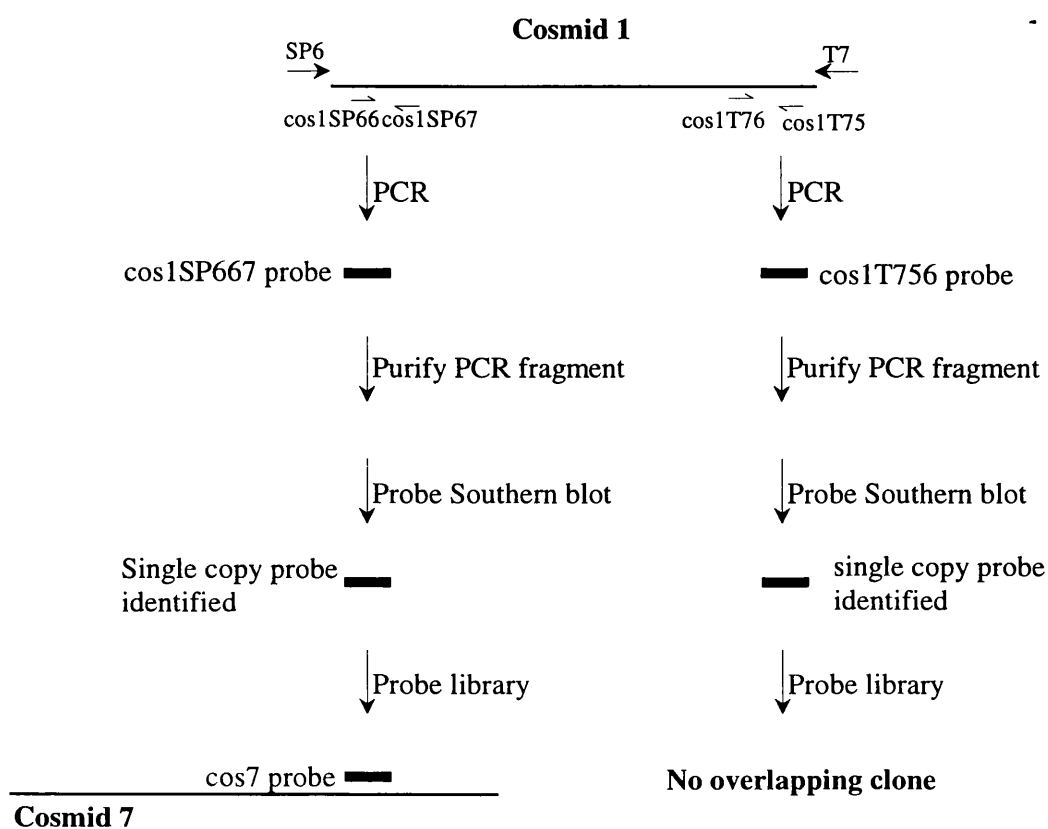 Cosmid 1
SP6
T7
cos1SP66 cos1SP67
cos1T76
cos1T75
PCR
PCR
cos1SP667 probe
cos1T756 probe
Purify PCR fragment
Purify PCR fragment
Probe Southern blot
Probe Southern blot
Single copy probe
identified
single copy probe
identified
Probe library
Probe library
cos7 probe
No overlapping clone
Cosmid 7